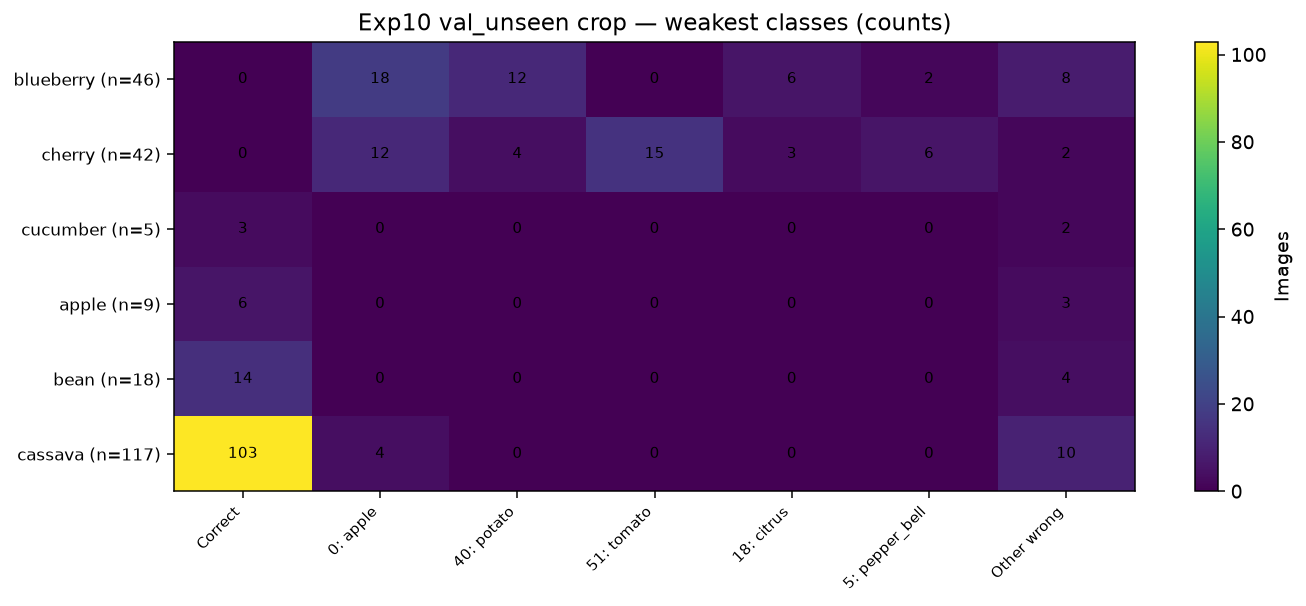 Exp10 val_unseen crop — weakest classes (counts)
blueberry (n=46) 0 18 12 0 6 2 8
cherry (n=42) 0 12 4 15 3 6 2
cucumber (n=5) 3 0 0 0 0 0 2
apple (n=9) 6 0 0 0 0 0 3
bean (n=18) 14 0 0 0 0 0 4
cassava (n=117) 103 4 0 0 0 0 10
Correct
0: apple
40: potato
51: tomato
18: citrus
5: pepper_bell
Other wrong
100
80
60
40
20
0
Images